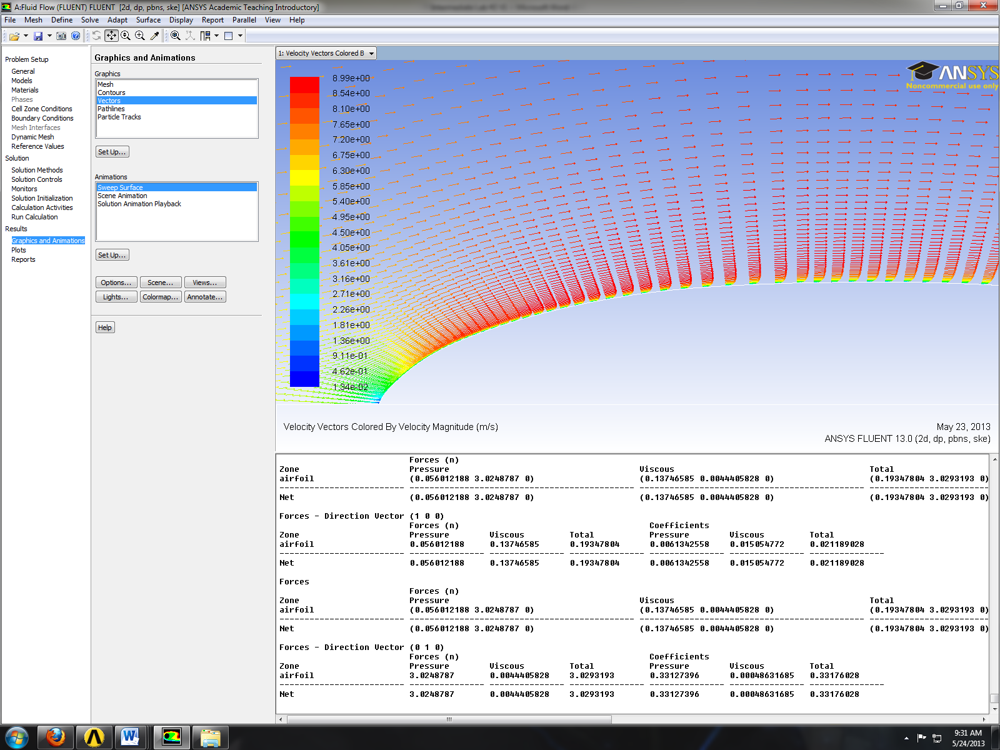 A:Fluid Flow (FLUENT) FLUENT [2d, dp, pbns, ske] [ANSYS Academic Teaching Introductory]
File Mesh Define Solve Adapt Surface Display Report Parallel View Help
Problem Setup
General
Models
Materials
Phases
Cell Zone Conditions
Boundary Conditions
Mesh Interfaces
Dynamic Mesh
Reference Values
Solution
Solution Methods
Solution Controls
Monitors
Solution Initialization
Calculation Activities
Run Calculation
Results
Graphics and Animations
Plots
Reports
Graphics and Animations
Graphics
Mesh
Contours
Vectors
Pathlines
Particle Tracks
Set Up...
Animations
Sweep Surface
Scene Animation
Solution Animation Playback
Set Up...
Options... Scene... Views...
Lights... Colormap... Annotate...
Help
1: Velocity Vectors Colored B
ANSYS
Noncommercial use only
8.99e+00
8.54e+00
8.10e+00
7.65e+00
7.20e+00
6.75e+00
6.30e+00
5.85e+00
5.40e+00
4.95e+00
4.50e+00
4.05e+00
3.61e+00
3.16e+00
2.71e+00
2.26e+00
1.81e+00
1.36e+00
9.11e-01
4.62e-01
1.34e-02
Velocity Vectors Colored By Velocity Magnitude (m/s)
May 23, 2013
ANSYS FLUENT 13.0 (2d, dp, pbns, ske)
Forces (n)
Zone Pressure Viscous Total
airfoil (0.056012188 3.0248787 0) (0.13746585 0.0044405828 0) (0.19347804 3.0293193 0)
------------------------- --------------------------------------------- --------------------------------------------- ------------------------
Net (0.056012188 3.0248787 0) (0.13746585 0.0044405828 0) (0.19347804 3.0293193 0)
Forces - Direction Vector (1 0 0)
Forces (n) Coefficients
Zone Pressure Viscous Total Pressure Viscous Total
airfoil 0.056012188 0.13746585 0.19347804 0.0061342558 0.015054772 0.021189028
------------------------- --------------- --------------- --------------- --------------- --------------- ---------------
Net 0.056012188 0.13746585 0.19347804 0.0061342558 0.015054772 0.021189028
Forces
Forces (n)
Zone Pressure Viscous Total
airfoil (0.056012188 3.0248787 0) (0.13746585 0.0044405828 0) (0.19347804 3.0293193 0)
------------------------- --------------------------------------------- --------------------------------------------- ------------------------
Net (0.056012188 3.0248787 0) (0.13746585 0.0044405828 0) (0.19347804 3.0293193 0)
Forces - Direction Vector (0 1 0)
Forces (n) Coefficients
Zone Pressure Viscous Total Pressure Viscous Total
airfoil 3.0248787 0.0044405828 3.0293193 0.33127396 0.00048631685 0.33176028
------------------------- --------------- --------------- --------------- --------------- --------------- ---------------
Net 3.0248787 0.0044405828 3.0293193 0.33127396 0.00048631685 0.33176028
9:31 AM
5/24/2013